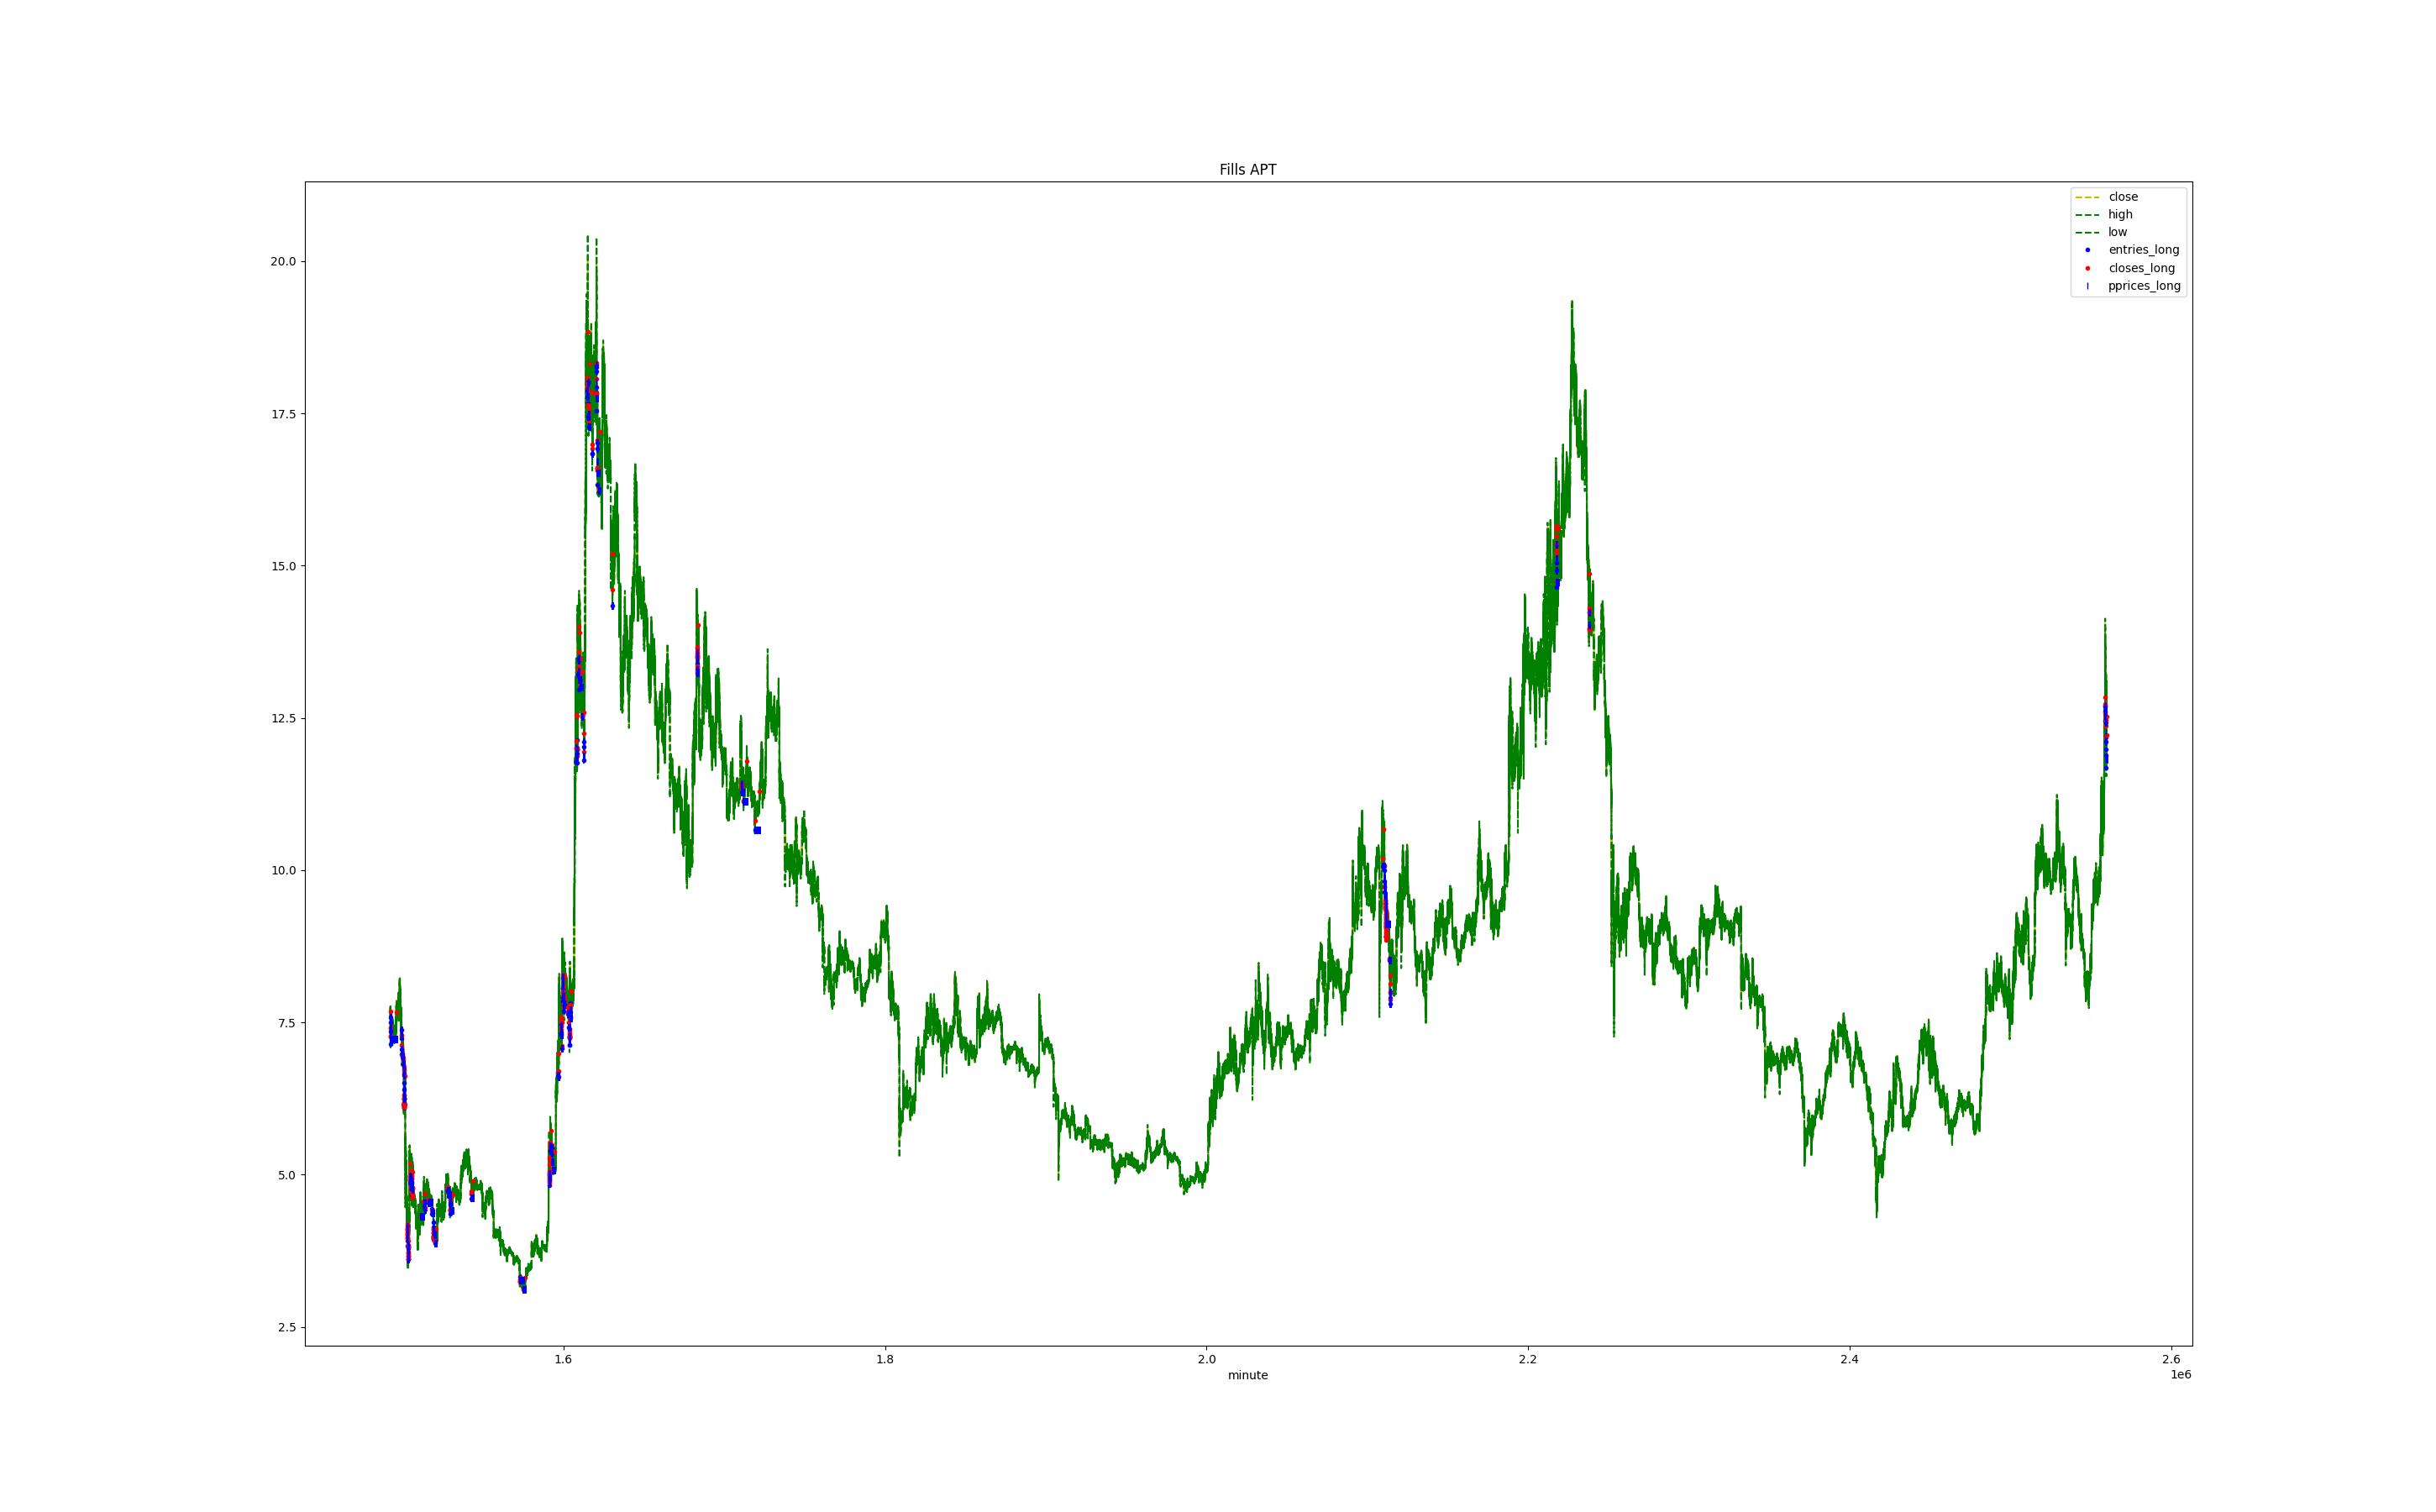 Fills APT
close
high
low
entries_long
closes_long
pprices_long
20.0
17.5
15.0
12.5
10.0
7.5
5.0
2.5
1.6 1.8 2.0 2.2 2.4 2.6
minute 1e6